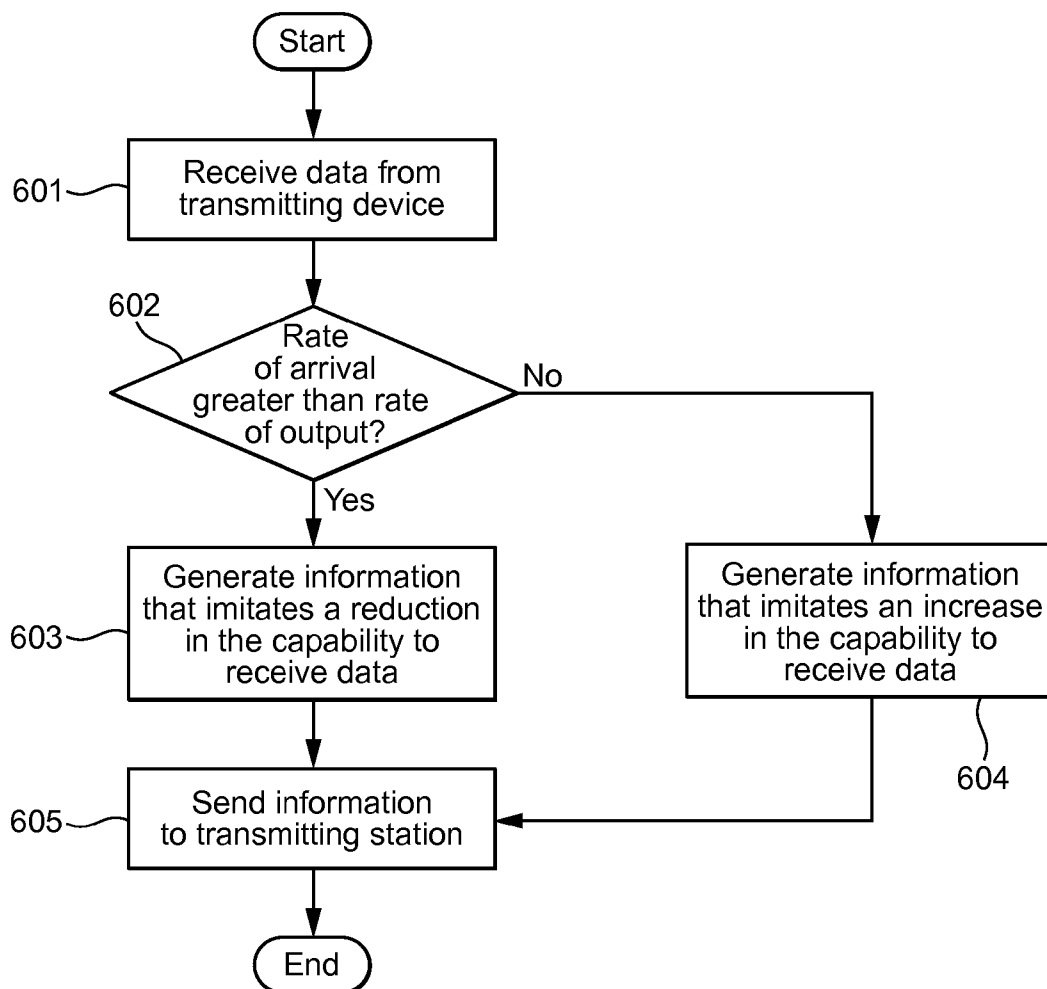 Start
601
Receive data from
transmitting device
602
Rate
of arrival
greater than rate
of output?
No
Yes
603
Generate information
that imitates a reduction
in the capability to
receive data
Generate information
that imitates an increase
in the capability to
receive data
604
605
Send information
to transmitting station
End